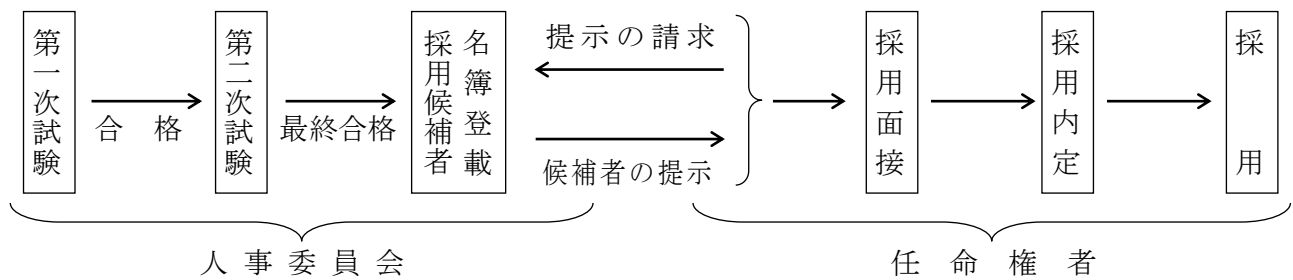 第一次試験
合格
第二次試験
最終合格
採用候補者
名簿登載
提示の請求
候補者の提示
採用面接
採用内定
採用
人事委員会
任命権者